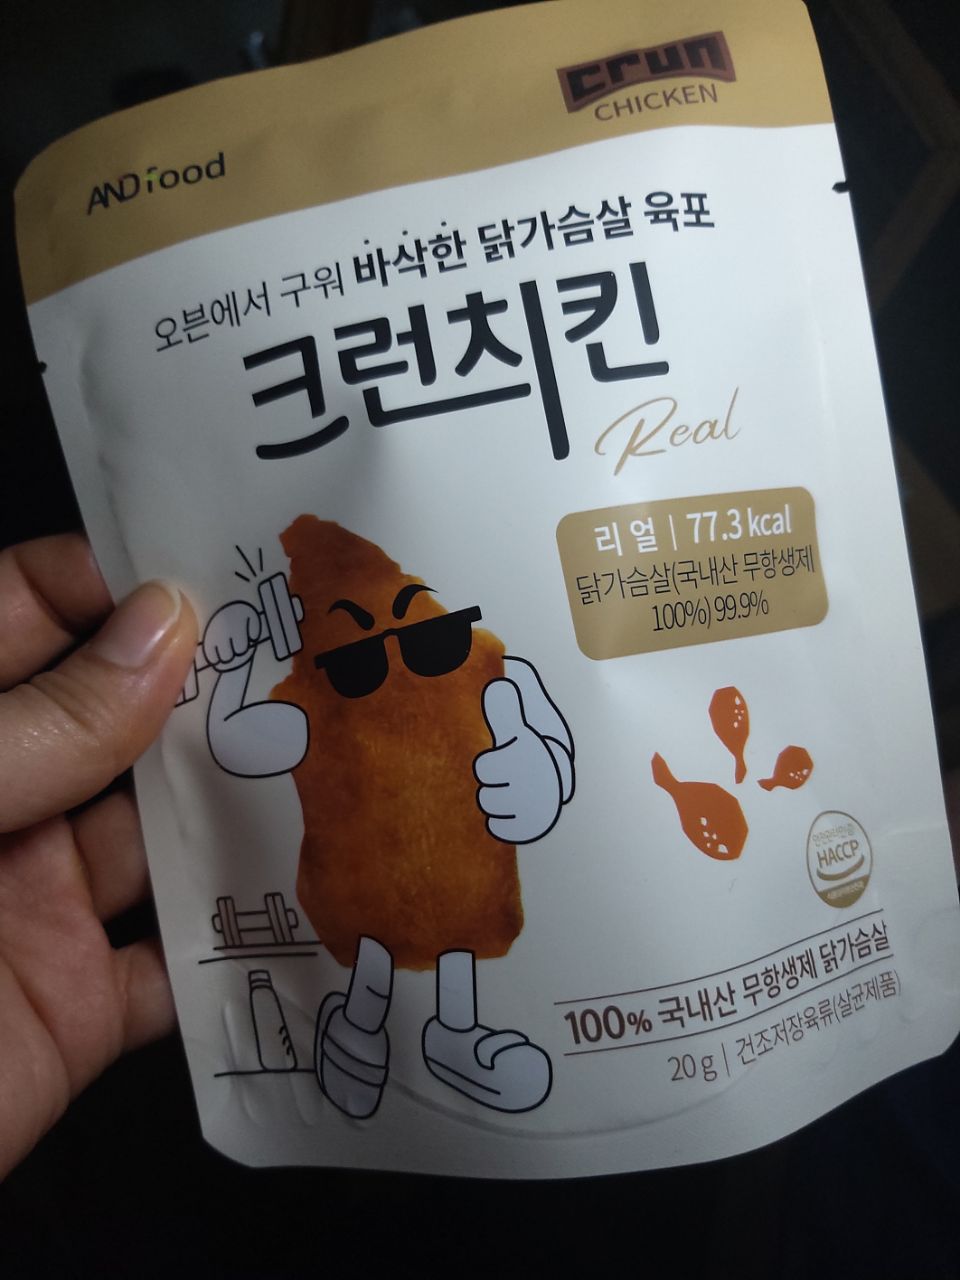 crun
CHICKEN
ANDfood
오븐에서 구워 바삭한 닭가슴살 육포
크런치킨
Real
리얼 | 77.3 kcal
닭가슴살(국내산 무항생제
100%) 99.9%
HACCP
100% 국내산 무항생제 닭가슴살
20 g | 건조저장육류(살균제품)